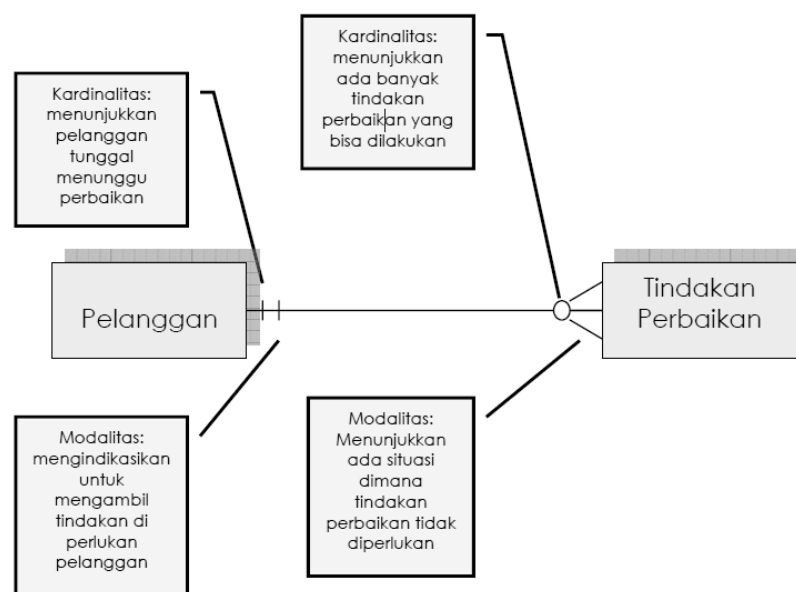 Kardinalitas:
menunjukkan
pelanggan
tunggal
menunggu
perbaikan
Kardinalitas:
menunjukkan
ada banyak
tindakan
perbaikan yang
bisa dilakukan
Pelanggan
Tindakan
Perbaikan
Modalitas:
mengindikasikan
untuk
mengambil
tindakan di
perlukan
pelanggan
Modalitas:
Menunjukkan
ada situasi
dimana
tindakan
perbaikan tidak
diperlukan